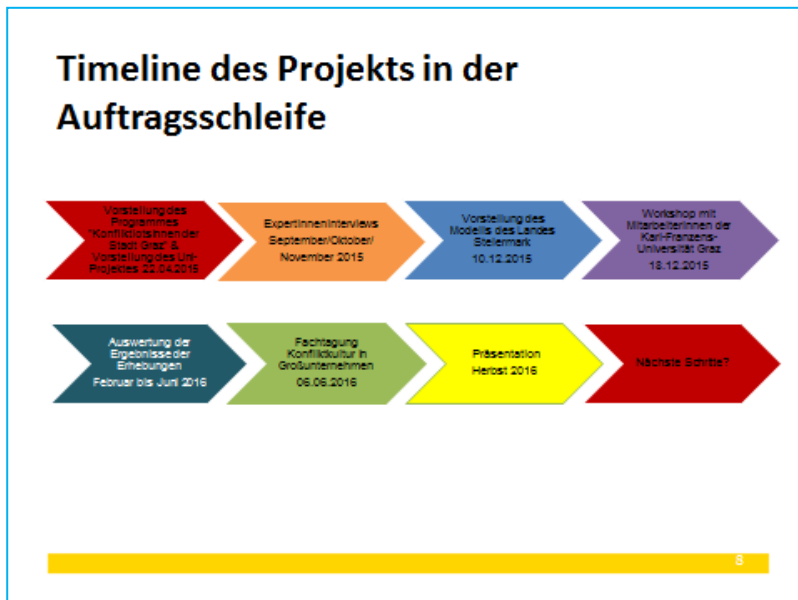 Timeline des Projekts in der
Auftragsschleife
Vorstellung des
Programmes
"KonfliktlotsInnen der
Stadt Graz" &
Vorstellung des Uni-
Projektes 22.04.2015
ExpertInneninterviews
September/Oktober/
November 2015
Vorstellung des
Modells des Landes
Steiermark
10.12.2015
Workshop mit
MitarbeiterInnen der
Karl-Franzens-
Universität Graz
18.12.2015
Auswertung der
Ergebnisse der
Erhebungen
Februar bis Juni 2016
Fachtagung
Konfliktkultur in
Großunternehmen
06.06.2016
Präsentation
Herbst 2016
Nächste Schritte?
8